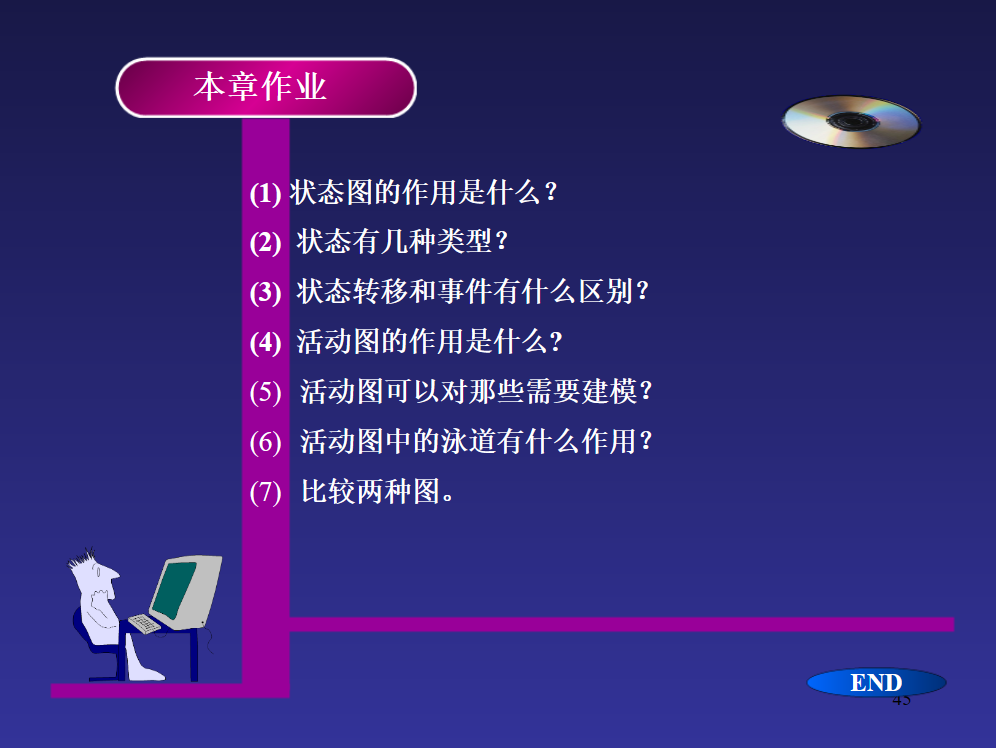 本章作业
(1) 状态图的作用是什么？
(2) 状态有几种类型？
(3) 状态转移和事件有什么区别？
(4) 活动图的作用是什么?
(5) 活动图可以对那些需要建模？
(6) 活动图中的泳道有什么作用？
(7) 比较两种图。
END
45